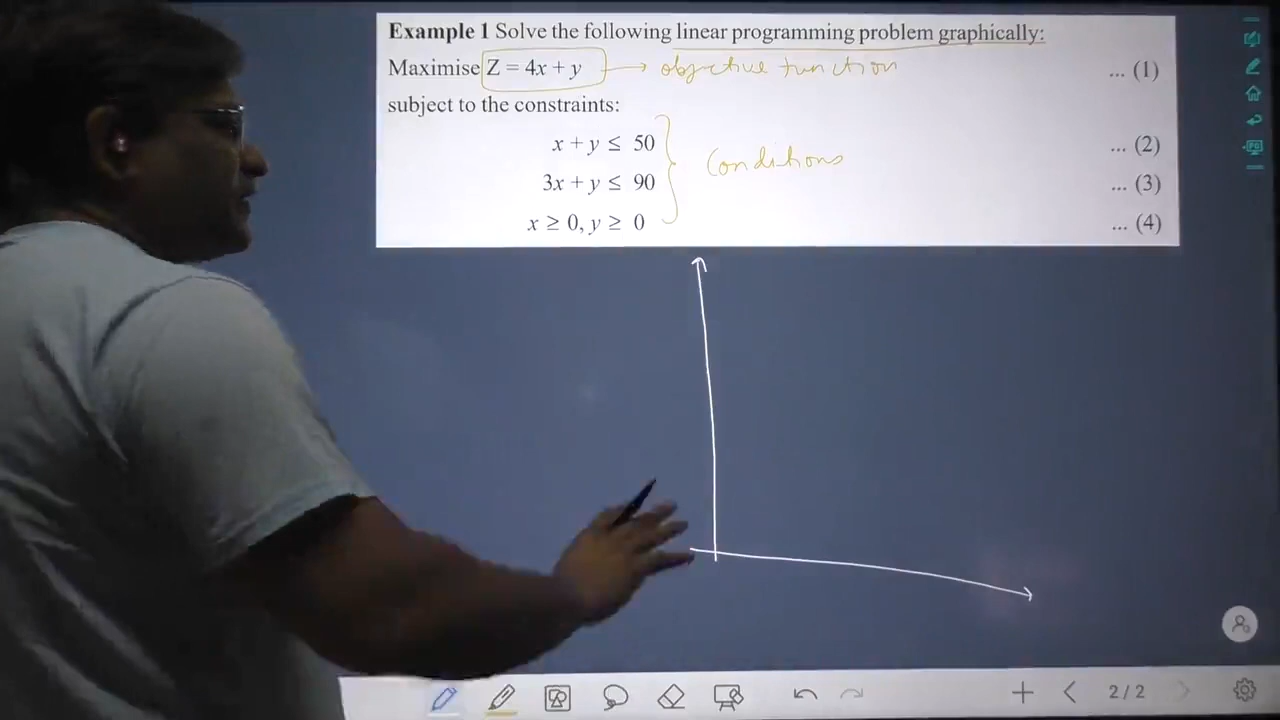 Example 1 Solve the following linear programming problem graphically:
Maximise Z = 4x + y → objective function ... (1)
subject to the constraints:
x + y ≤ 50 ... (2)
conditions
3x + y ≤ 90 ... (3)
x ≥ 0, y ≥ 0 ... (4)
2 / 2